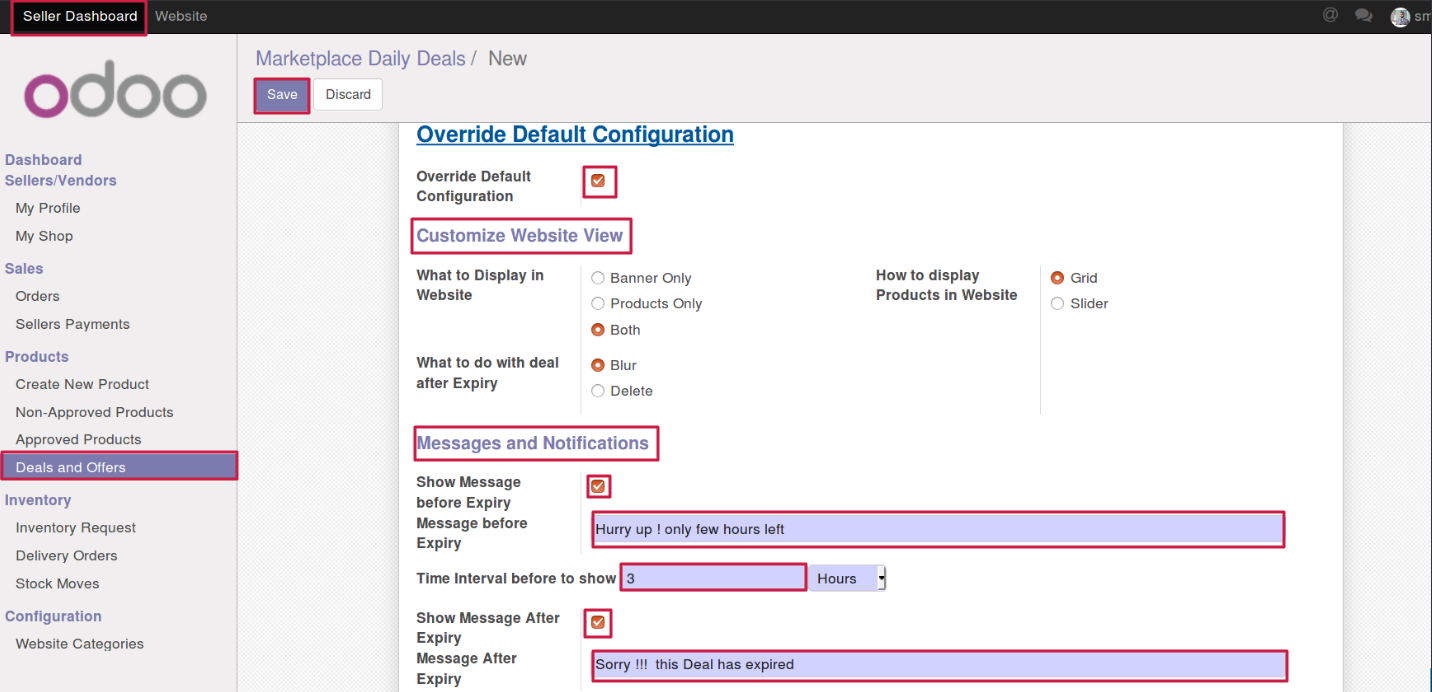 Seller Dashboard Website @ sm
odoo
Marketplace Daily Deals / New
Save Discard
Dashboard
Sellers/Vendors
My Profile
My Shop
Sales
Orders
Sellers Payments
Products
Create New Product
Non-Approved Products
Approved Products
Deals and Offers
Inventory
Inventory Request
Delivery Orders
Stock Moves
Configuration
Website Categories
Override Default Configuration
Override Default
Configuration
Customize Website View
What to Display in
Website
Banner Only
Products Only
Both
How to display
Products in Website
Grid
Slider
What to do with deal
after Expiry
Blur
Delete
Messages and Notifications
Show Message
before Expiry
Message before
Expiry
Hurry up ! only few hours left
Time Interval before to show 3 Hours
Show Message After
Expiry
Message After
Expiry
Sorry !!!  this Deal has expired